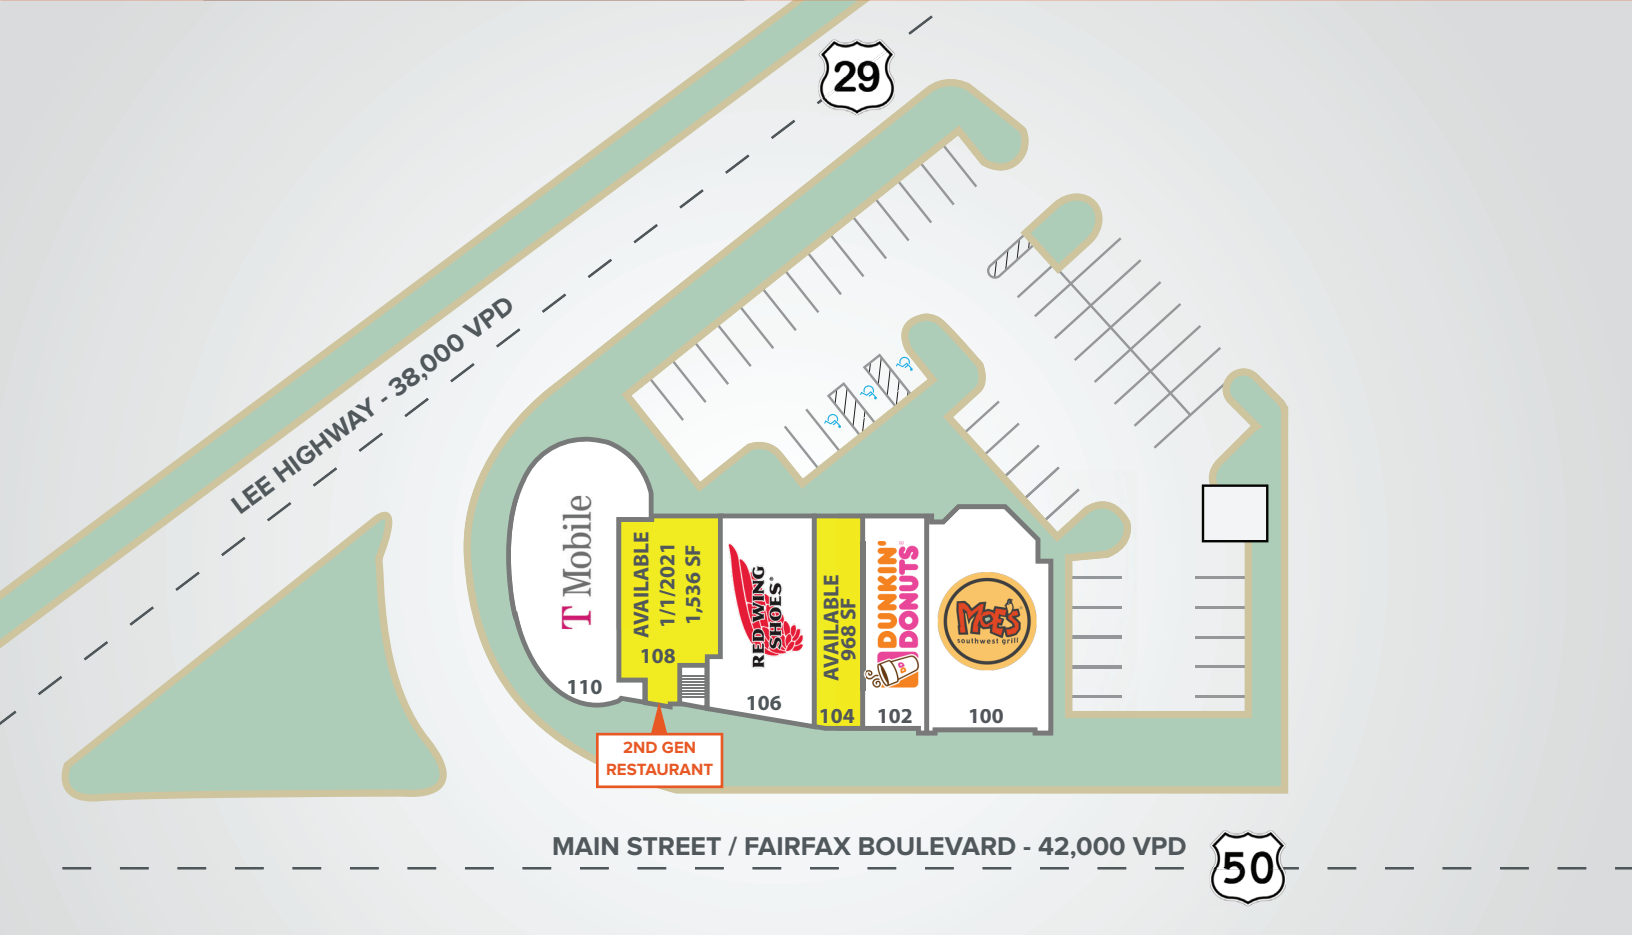 29
LEE HIGHWAY - 38,000 VPD
T Mobile
110
AVAILABLE
1/1/2021
1,536 SF
108
RED WING
SHOES®
106
AVAILABLE
968 SF
104
DUNKIN'
DONUTS®
102
MOE'S
southwest grill
100
2ND GEN
RESTAURANT
MAIN STREET / FAIRFAX BOULEVARD - 42,000 VPD
50